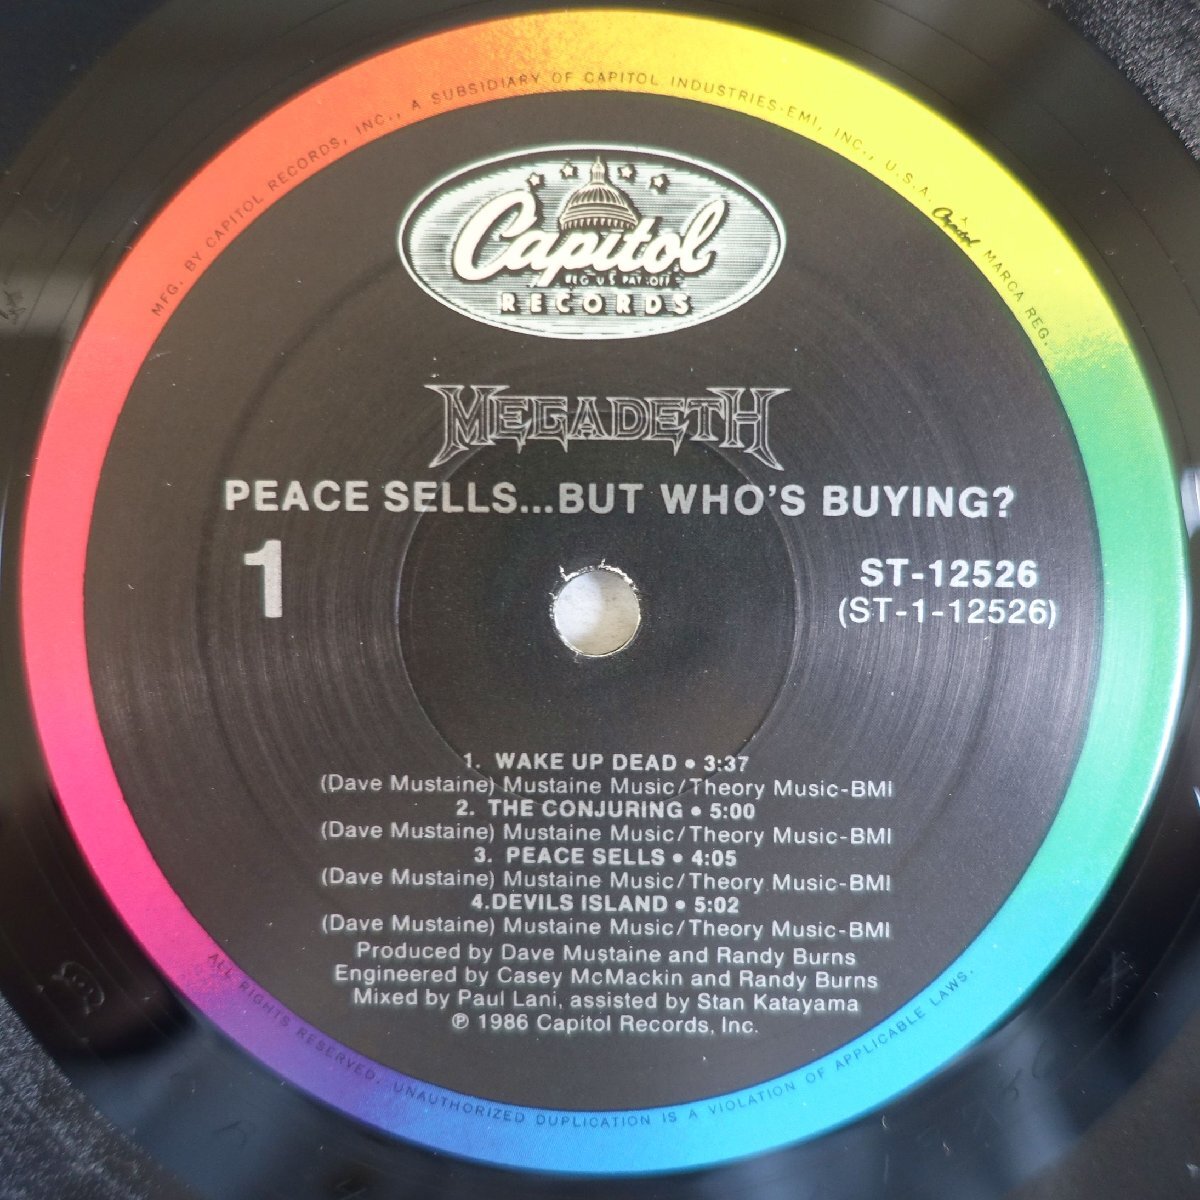 MFG. BY CAPITOL RECORDS, INC., A SUBSIDIARY OF CAPITOL INDUSTRIES-EMI, INC., U.S.A. Capitol MARCA REG.
Capitol
REG. U.S. PAT. OFF.
RECORDS
MEGADETH
PEACE SELLS...BUT WHO'S BUYING?
1
ST-12526
(ST-1-12526)
1. WAKE UP DEAD • 3:37
(Dave Mustaine) Mustaine Music/Theory Music-BMI
2. THE CONJURING • 5:00
(Dave Mustaine) Mustaine Music/Theory Music-BMI
3. PEACE SELLS • 4:05
(Dave Mustaine) Mustaine Music/Theory Music-BMI
4.DEVILS ISLAND • 5:02
(Dave Mustaine) Mustaine Music/Theory Music-BMI
Produced by Dave Mustaine and Randy Burns
Engineered by Casey McMackin and Randy Burns
Mixed by Paul Lani, assisted by Stan Katayama
℗ 1986 Capitol Records, Inc.
ALL RIGHTS RESERVED. UNAUTHORIZED DUPLICATION IS A VIOLATION OF APPLICABLE LAWS.